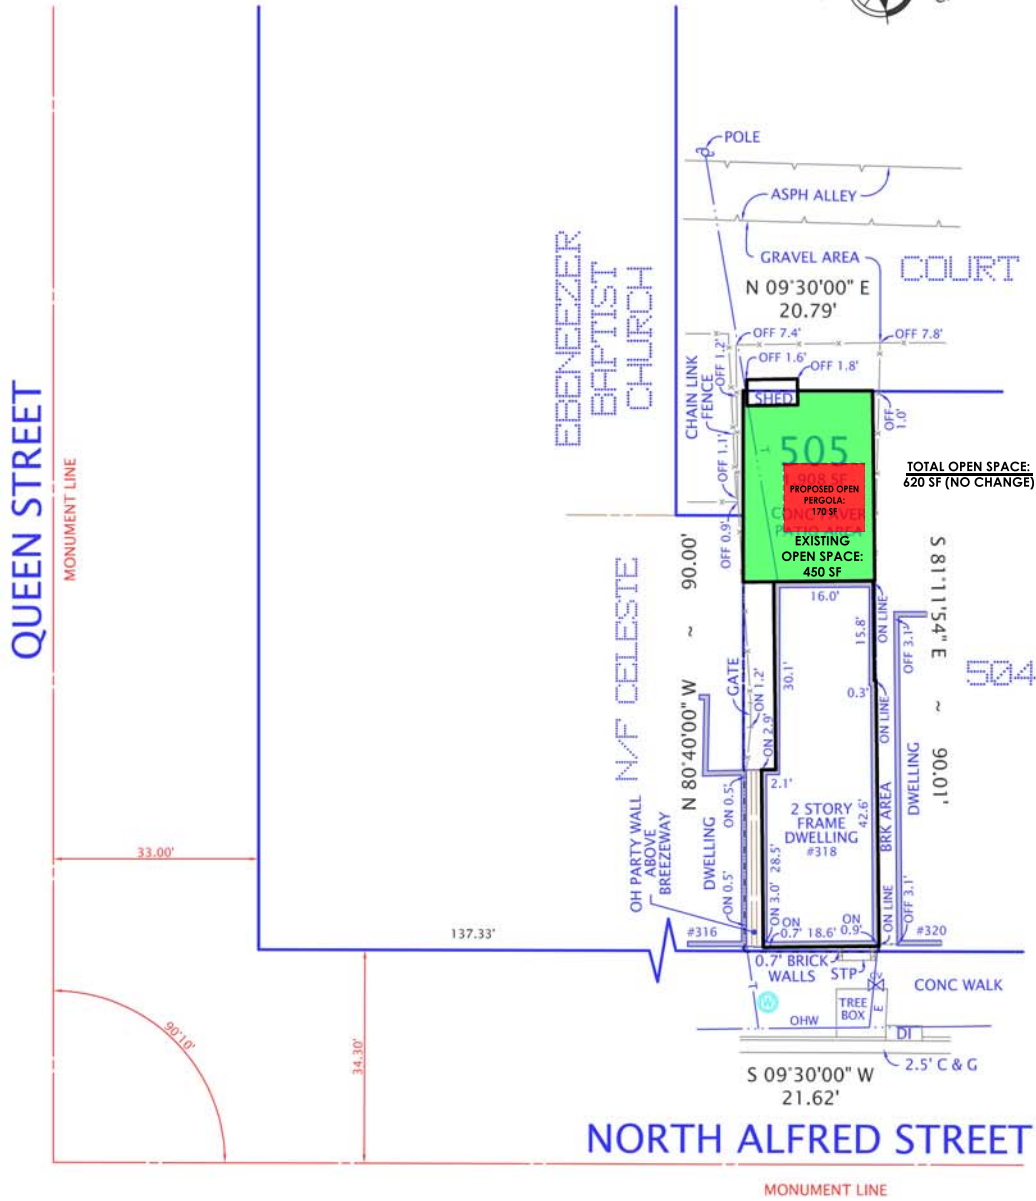 POLE
ASPH ALLEY
GRAVEL AREA
COURT
N 09°30'00" E
20.79'
EBENEEZER
BAPTIST
CHURCH
OFF 7.4'
OFF 7.8'
OFF 1.2'
OFF 1.6'
OFF 1.8'
CHAIN LINK
FENCE
SHED
OFF
1.0'
OFF 1.1'
505
1,908 SF
PROPOSED OPEN
PERGOLA:
170 SF
CONC PAVER
PATIO AREA
EXISTING
OPEN SPACE:
450 SF
TOTAL OPEN SPACE:
620 SF (NO CHANGE)
OFF 0.9'
QUEEN STREET
MONUMENT LINE
N/F CELESTE
N 80°40'00" W ~ 90.00'
S 81°11'54" E ~ 90.01'
T
16.0'
15.8'
ON LINE
OFF 3.1'
504
GATE
ON 1.2'
30.1'
0.3'
ON LINE
ON 2.9'
2.1'
DWELLING
ON 0.5'
2 STORY
FRAME
DWELLING
#318
42.6'
BRK AREA
OH PARTY WALL
ABOVE
BREEZEWAY
DWELLING
28.5'
ON 0.5'
ON 3.0'
ON LINE
OFF 3.1'
33.00'
137.33'
#316
ON
0.7'
18.6'
ON
0.9'
#320
0.7' BRICK
WALLS
STP
CONC WALK
W
TREE
BOX
E
OHW
DI
2.5' C & G
90°10'
34.30'
S 09°30'00" W
21.62'
NORTH ALFRED STREET
MONUMENT LINE